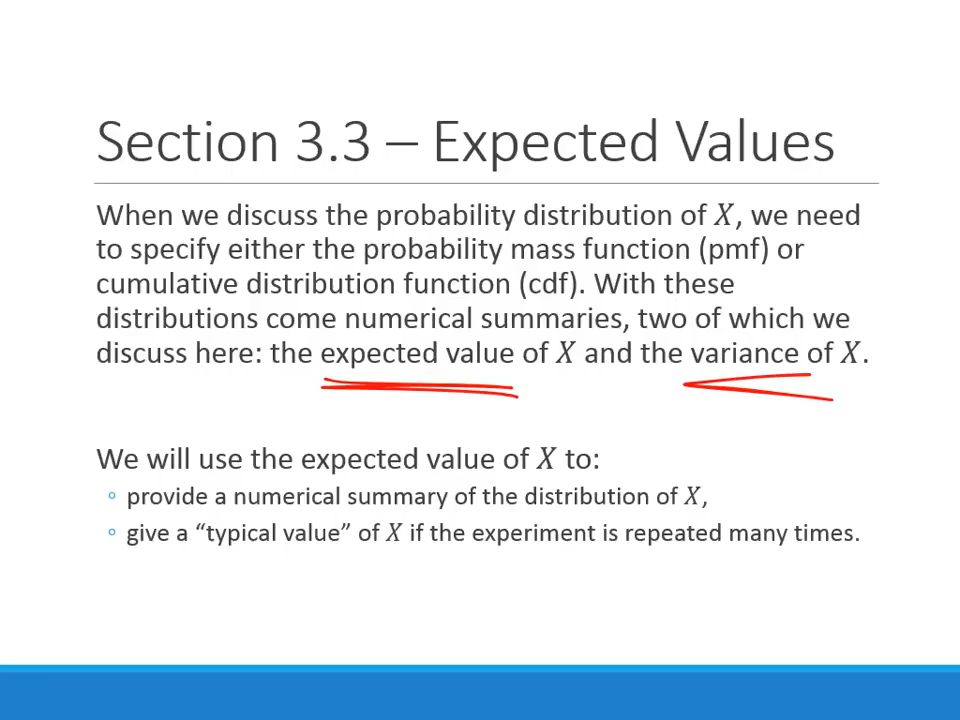 Section 3.3 – Expected Values
When we discuss the probability distribution of X, we need
to specify either the probability mass function (pmf) or
cumulative distribution function (cdf). With these
distributions come numerical summaries, two of which we
discuss here: the expected value of X and the variance of X.
We will use the expected value of X to:
◦ provide a numerical summary of the distribution of X,
◦ give a “typical value” of X if the experiment is repeated many times.